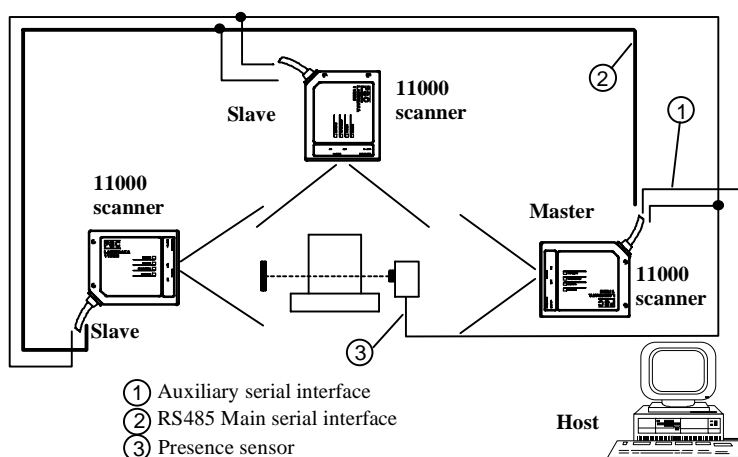 2
1
11000
scanner
Slave
11000
scanner
Master
11000
scanner
Slave
3
1 Auxiliary serial interface
2 RS485 Main serial interface
3 Presence sensor
Host